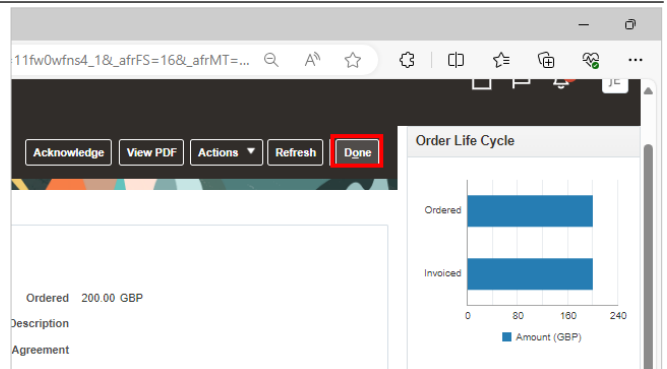 =11fw0wfns4_1&_afrFS=16&_afrMT=...
JE
Acknowledge View PDF Actions Refresh Done
Order Life Cycle
Ordered
Invoiced
0 80 160 240
Amount (GBP)
Ordered 200.00 GBP
Description
Agreement